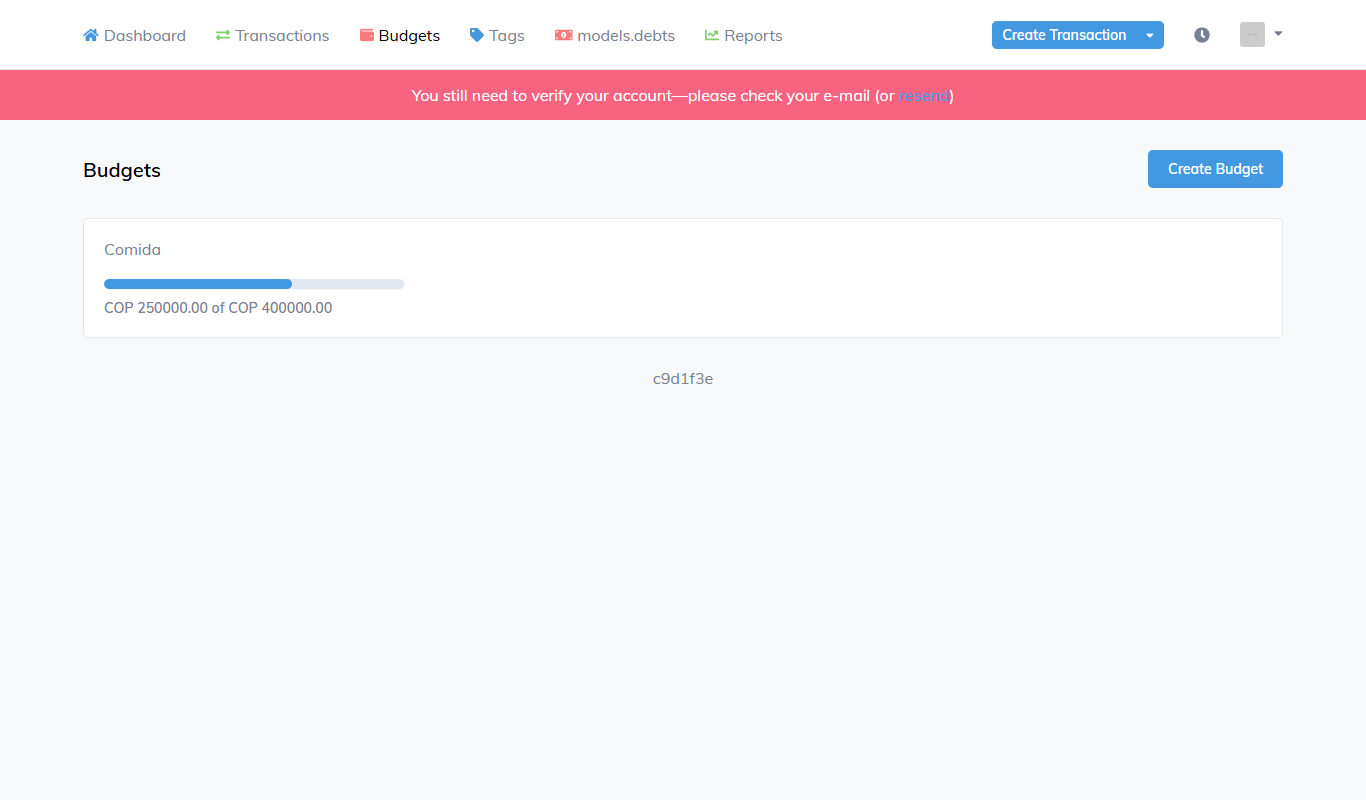 Dashboard Transactions Budgets Tags models.debts Reports Create Transaction
You still need to verify your account—please check your e-mail (or resend)
Budgets
Create Budget
Comida
COP 250000.00 of COP 400000.00
c9d1f3e